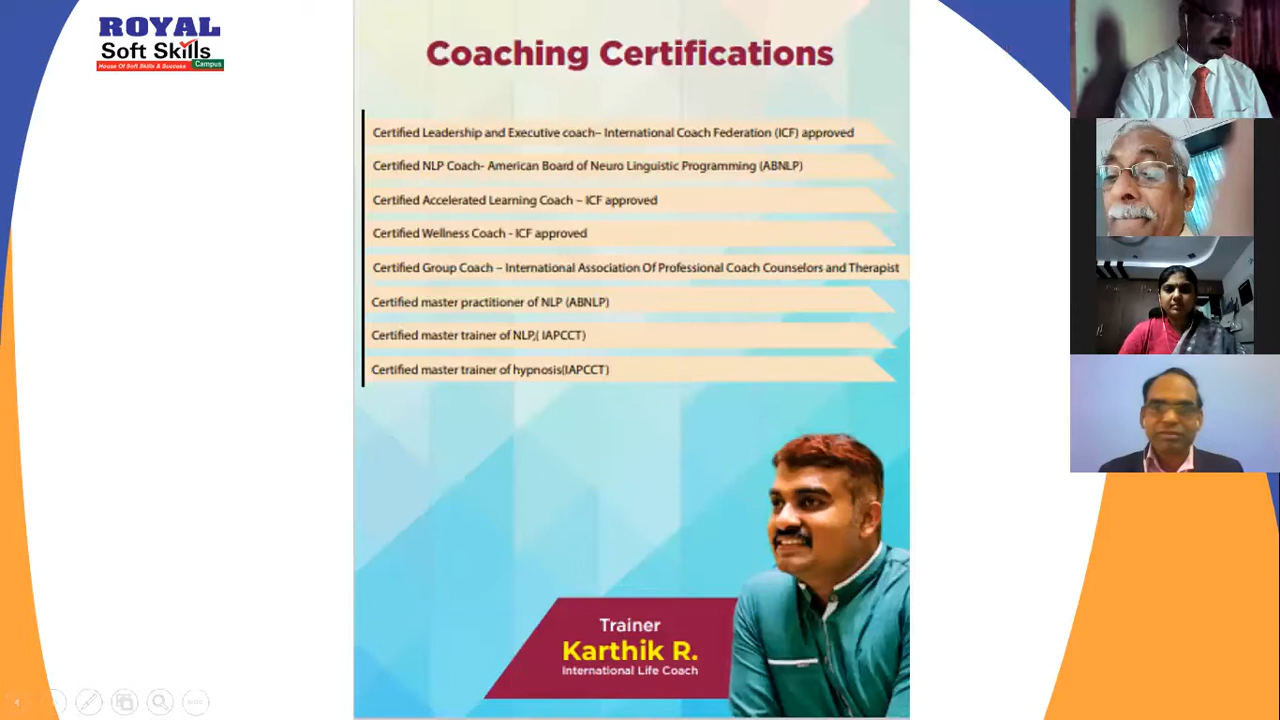 ROYAL
Soft Skills
House Of Soft Skills & Success
Campus
Coaching Certifications
Certified Leadership and Executive coach– International Coach Federation (ICF) approved
Certified NLP Coach- American Board of Neuro Linguistic Programming (ABNLP)
Certified Accelerated Learning Coach – ICF approved
Certified Wellness Coach - ICF approved
Certified Group Coach – International Association Of Professional Coach Counselors and Therapist
Certified master practitioner of NLP (ABNLP)
Certified master trainer of NLP,( IAPCCT)
Certified master trainer of hypnosis(IAPCCT)
Trainer
Karthik R.
International Life Coach